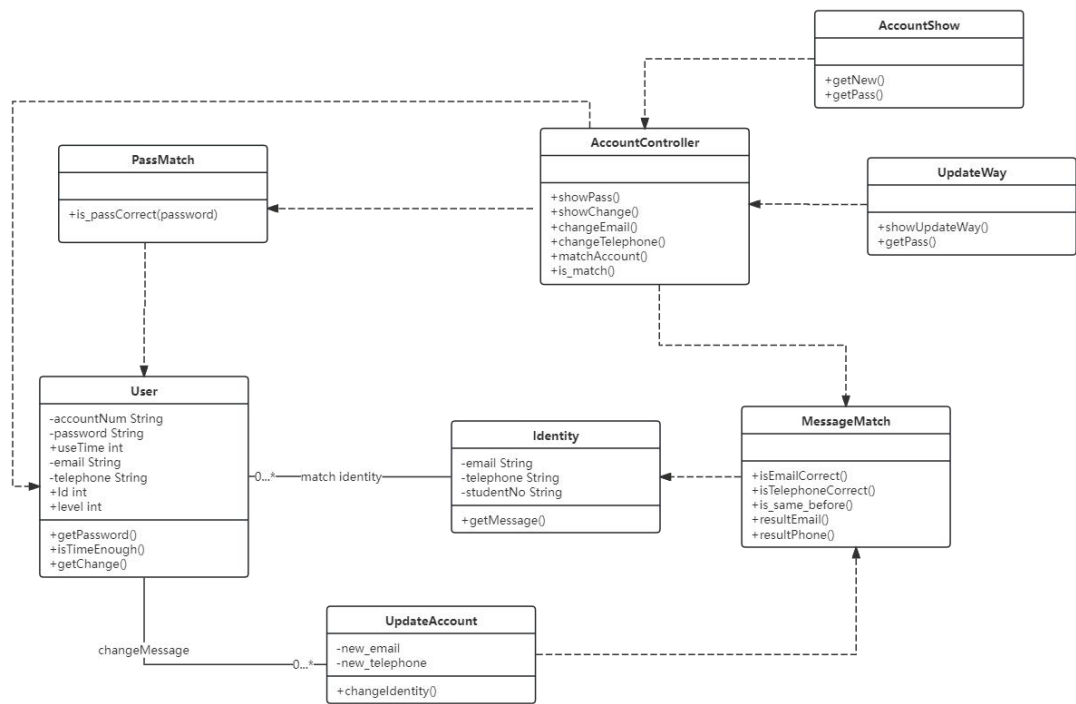 AccountShow
+getNew()
+getPass()
AccountController
+showPass()
+showChange()
+changeEmail()
+changeTelephone()
+matchAccount()
+is_match()
PassMatch
+is_passCorrect(password)
UpdateWay
+showUpdateWay()
+getPass()
User
-accountNum String
-password String
+useTime int
-email String
-telephone String
+Id int
+level int
+getPassword()
+isTimeEnough()
+getChange()
0...*
match identity
Identity
-email String
-telephone String
-studentNo String
+getMessage()
MessageMatch
+isEmailCorrect()
+isTelephoneCorrect()
+is_same_before()
+resultEmail()
+resultPhone()
changeMessage
0...*
UpdateAccount
-new_email
-new_telephone
+changeIdentity()